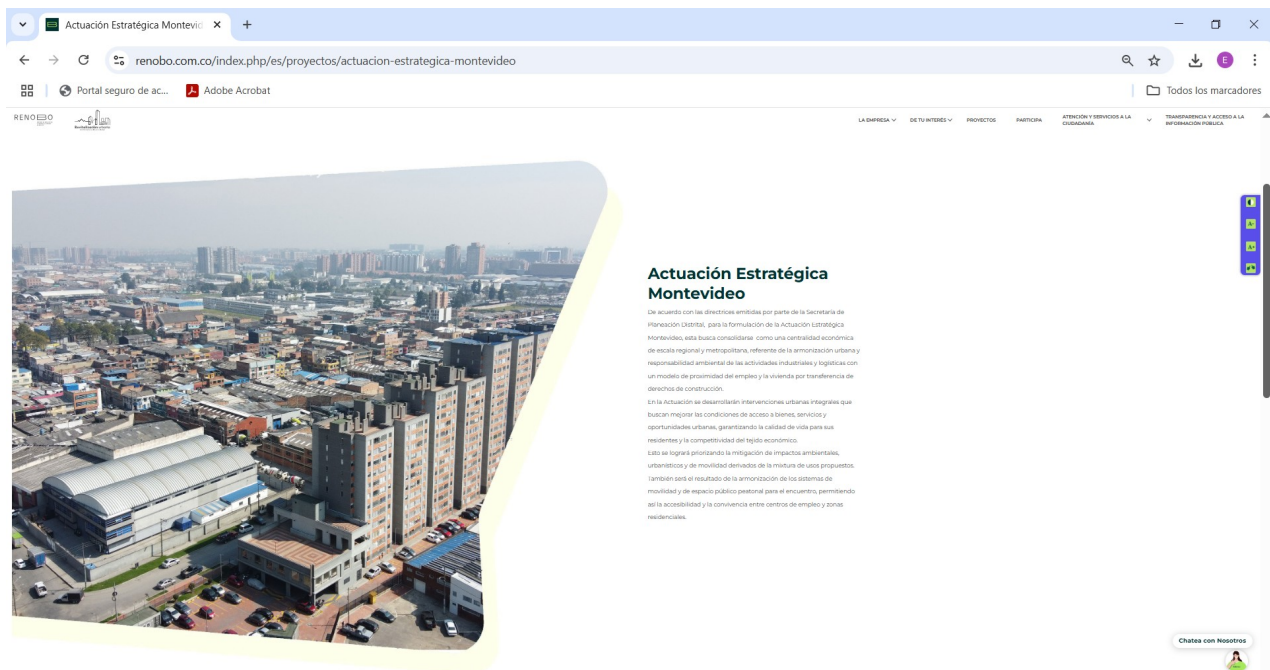 Actuación Estratégica Montevid
renobo.com.co/index.php/es/proyectos/actuacion-estrategica-montevideo
E
Portal seguro de ac...
Adobe Acrobat
Todos los marcadores
RENOBO
LA EMPRESA
DE TU INTERÉS
PROYECTOS
PARTICIPA
ATENCIÓN Y SERVICIOS A LA
CIUDADANÍA
TRANSPARENCIA Y ACCESO A LA
INFORMACIÓN PÚBLICA
A-
A+
Actuación Estratégica
Montevideo
De acuerdo con las directrices emitidas por parte de la Secretaría de
Planeación Distrital, para la formulación de la Actuación Estratégica
Montevideo, esta busca consolidarse como una centralidad económica
de escala regional y metropolitana, referente de la armonización urbana y
responsabilidad ambiental de las actividades industriales y logísticas con
un modelo de proximidad del empleo y la vivienda por transferencia de
derechos de construcción.
En la Actuación se desarrollarán intervenciones urbanas integrales que
buscan mejorar las condiciones de acceso a bienes, servicios y
oportunidades urbanas, garantizando la calidad de vida para sus
residentes y la competitividad del tejido económico.
Esto se logrará priorizando la mitigación de impactos ambientales,
urbanísticos y de movilidad derivados de la mixtura de usos propuestos.
También será el resultado de la armonización de los sistemas de
movilidad y de espacio público peatonal para el encuentro, permitiendo
así la accesibilidad y la convivencia entre centros de empleo y zonas
residenciales.
Chatea con Nosotros